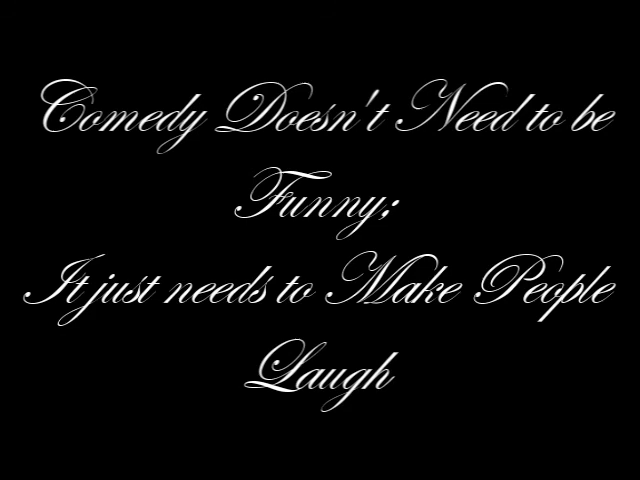 Comedy Doesn't Need to be
Funny;
It just needs to Make People
Laugh